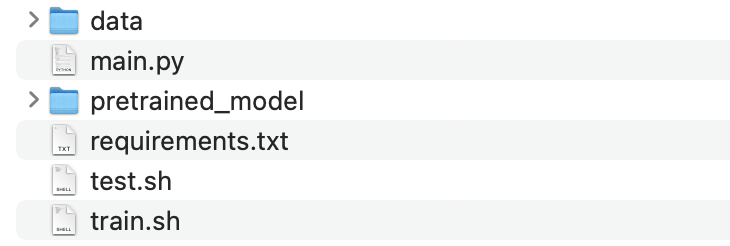 data
main.py
pretrained_model
requirements.txt
test.sh
train.sh